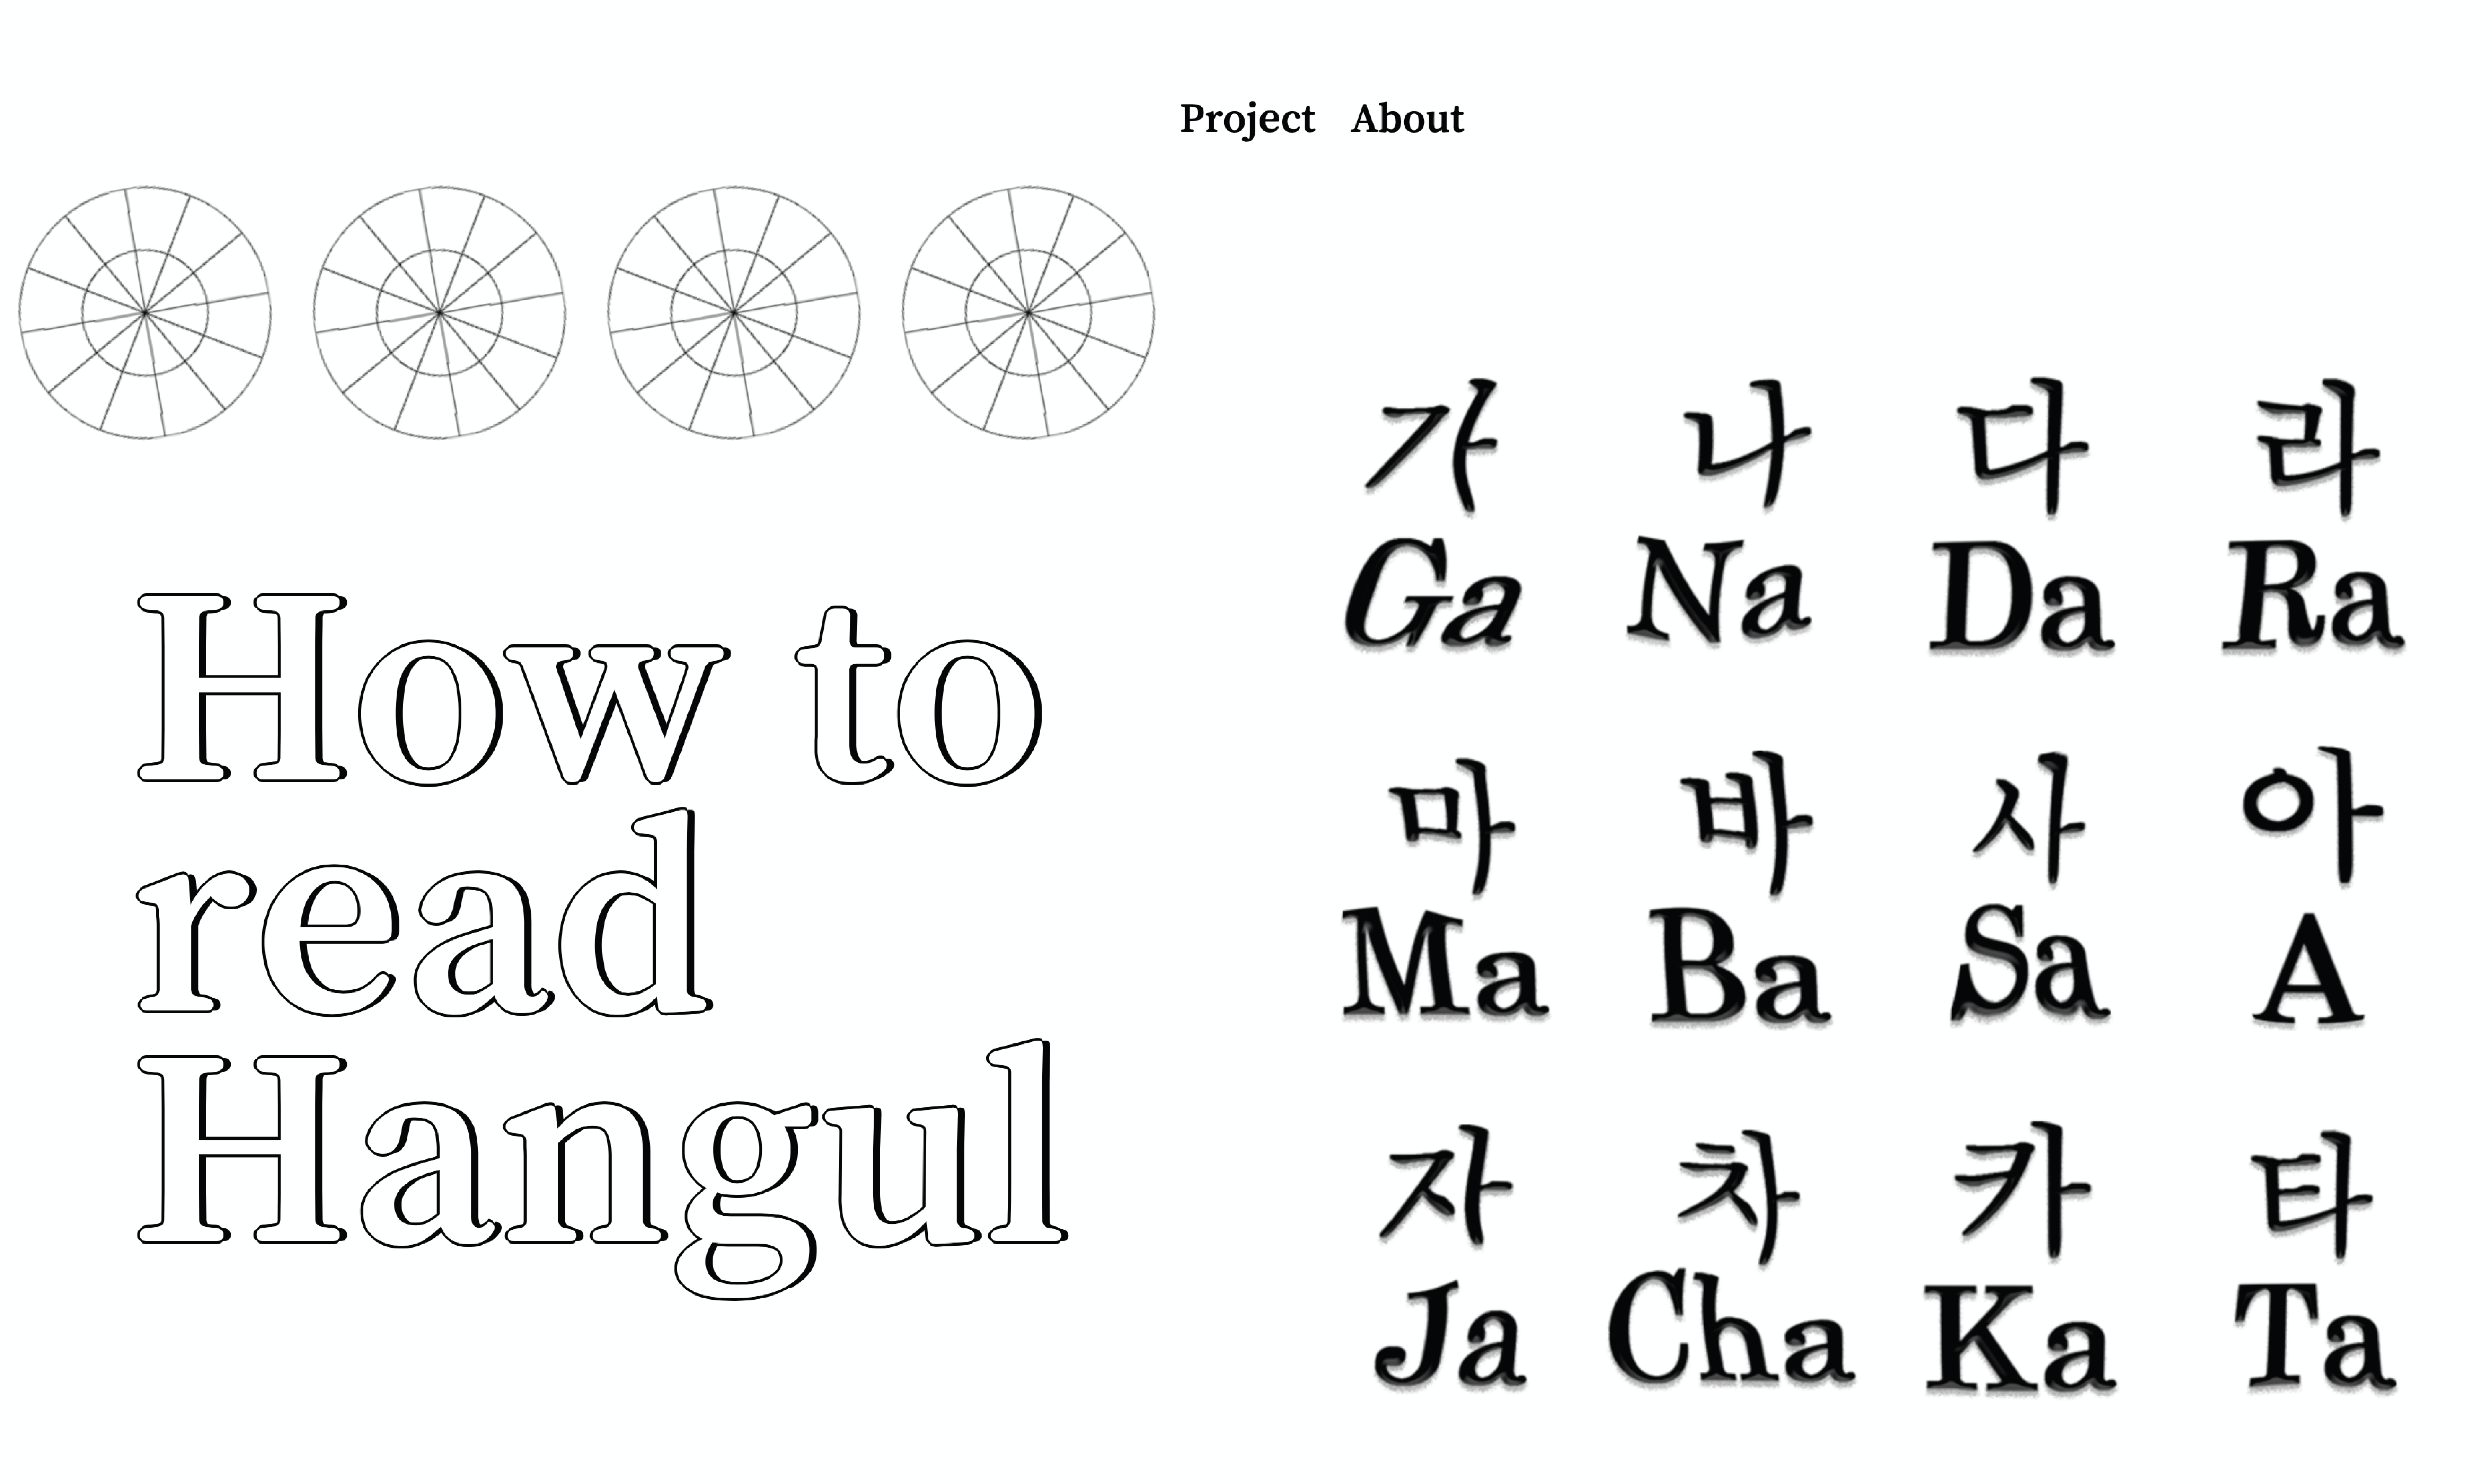 Project About
How to
read
Hangul
가 나 다 라
Ga Na Da Ra
마 바 사 아
Ma Ba Sa A
자 차 카 타
Ja Cha Ka Ta